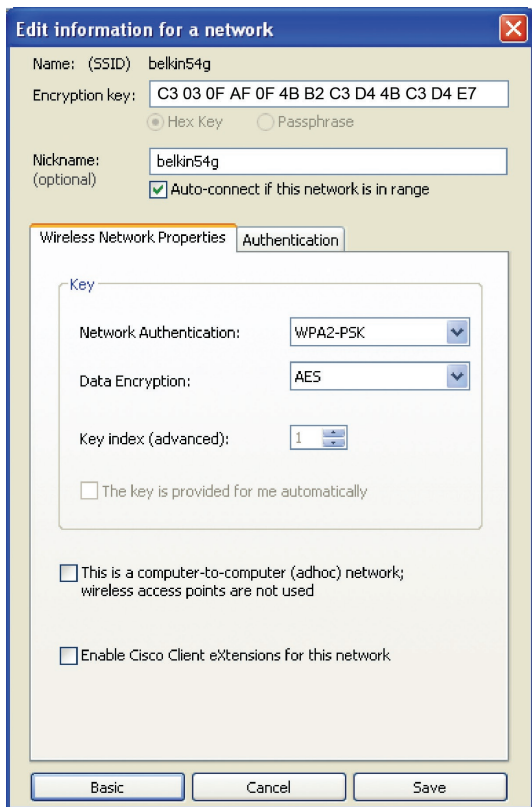 Edit information for a network
Name: (SSID) belkin54g
Encryption key: C3 03 0F AF 0F 4B B2 C3 D4 4B C3 D4 E7
Hex Key Passphrase
Nickname: belkin54g
(optional)
Auto-connect if this network is in range
Wireless Network Properties Authentication
Key
Network Authentication: WPA2-PSK
Data Encryption: AES
Key index (advanced): 1
The key is provided for me automatically
This is a computer-to-computer (adhoc) network;
wireless access points are not used
Enable Cisco Client eXtensions for this network
Basic Cancel Save